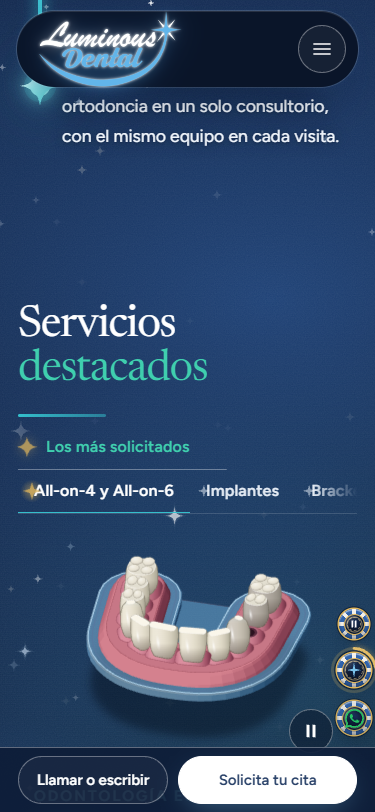 Luminous
Dental
ortodoncia en un solo consultorio,
con el mismo equipo en cada visita.
Servicios
destacados
Los más solicitados
All-on-4 y All-on-6 Implantes
Llamar o escribir Solicita tu cita